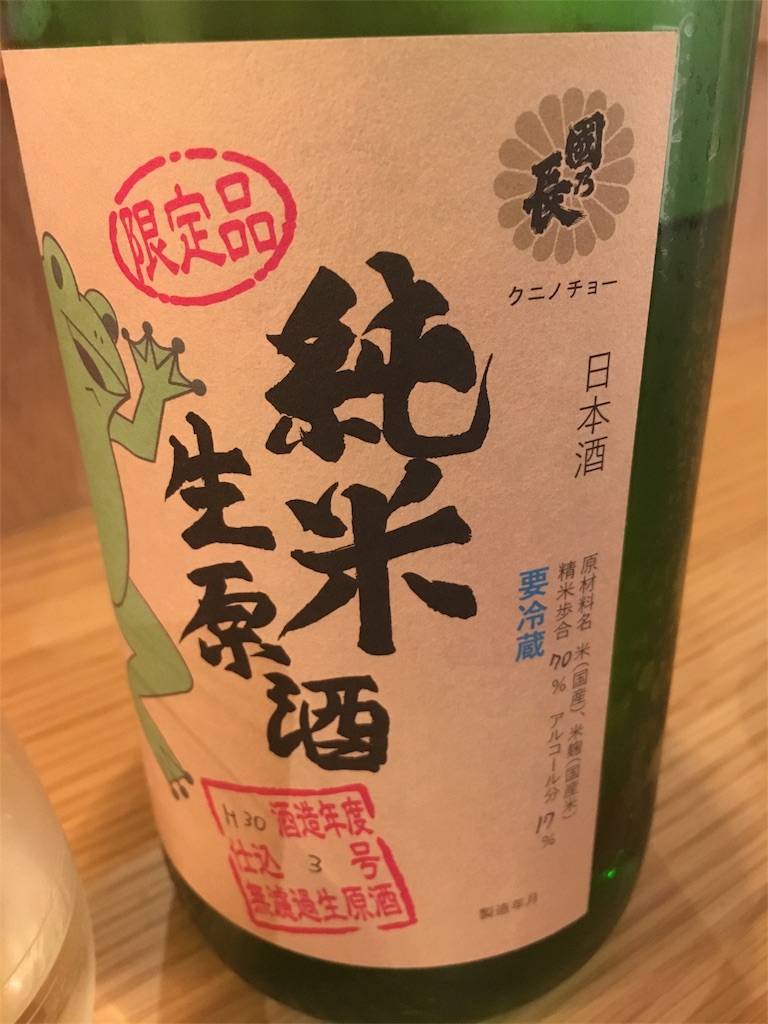 國乃長
クニノチョー
日本酒
原材料名 米(国産)、米麹(国産米)
精米歩合 70% アルコール分 17%
要冷蔵
限定品
純米
生原酒
H30 酒造年度
仕込 3 号
無濾過生原酒
製造年月